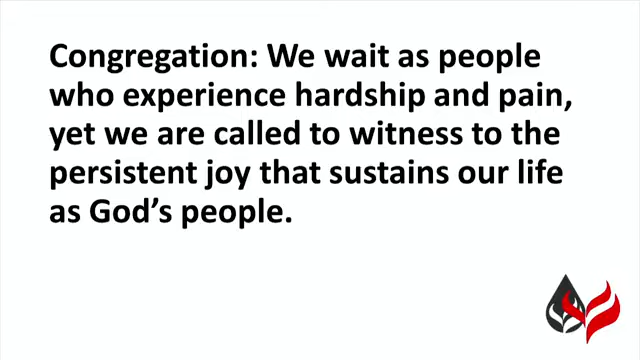 Congregation: We wait as people
who experience hardship and pain,
yet we are called to witness to the
persistent joy that sustains our life
as God’s people.